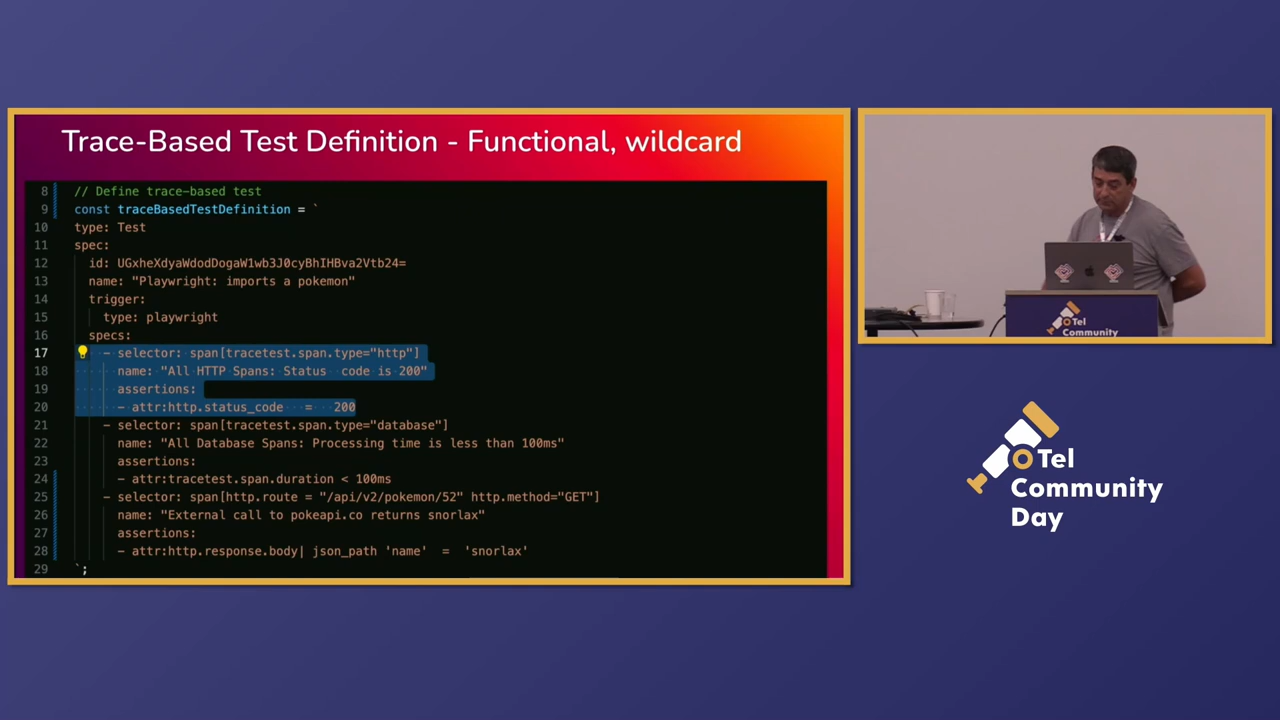 Trace-Based Test Definition - Functional, wildcard
8 // Define trace-based test
9 const traceBasedTestDefinition = `
10 type: Test
11 spec:
12 id: UGxheXdyaWdodDogaW1wb3J0cyBhIHBva2Vtb24=
13 name: "Playwright: imports a pokemon"
14 trigger:
15 type: playwright
16 specs:
17 - selector: span[tracetest.span.type="http"]
18 name: "All HTTP Spans: Status code is 200"
19 assertions:
20 - attr:http.status_code = 200
21 - selector: span[tracetest.span.type="database"]
22 name: "All Database Spans: Processing time is less than 100ms"
23 assertions:
24 - attr:tracetest.span.duration < 100ms
25 - selector: span[http.route = "/api/v2/pokemon/52" http.method="GET"]
26 name: "External call to pokeapi.co returns snorlax"
27 assertions:
28 - attr:http.response.body| json_path 'name' = 'snorlax'
29 `;
OTel
Community
OTel
Community
Day